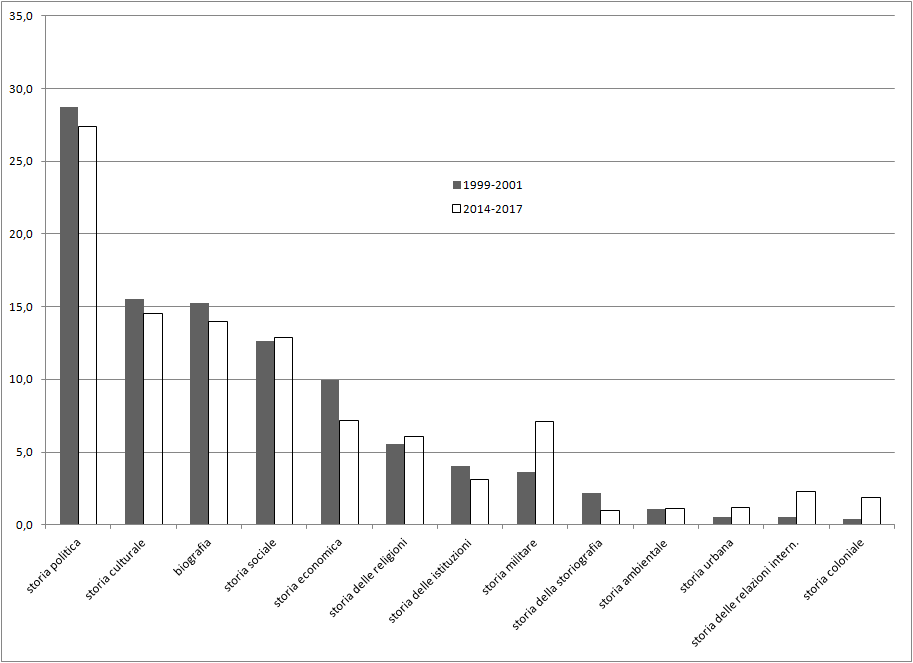 35,0
30,0
25,0
20,0
15,0
10,0
5,0
0,0
1999-2001
2014-2017
storia politica
storia culturale
biografia
storia sociale
storia economica
storia delle religioni
storia delle istituzioni
storia militare
storia della storiografia
storia ambientale
storia urbana
storia delle relazioni intern.
storia coloniale